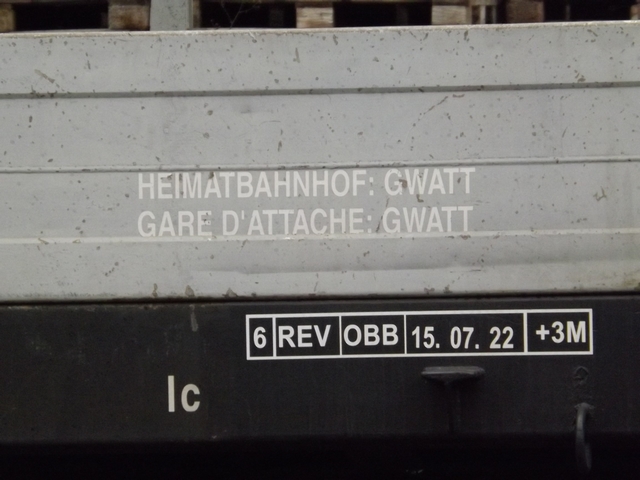 HEIMATBAHNHOF: GWATT
GARE D'ATTACHE: GWATT
6 REV OBB 15. 07. 22 +3M
Ic